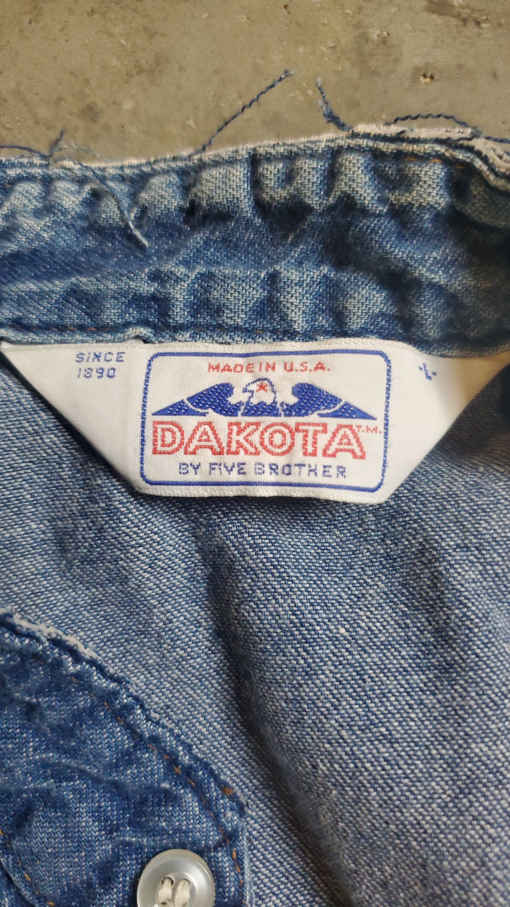 SINCE
1890
MADE IN U.S.A.
DAKOTA T.M.
BY FIVE BROTHER